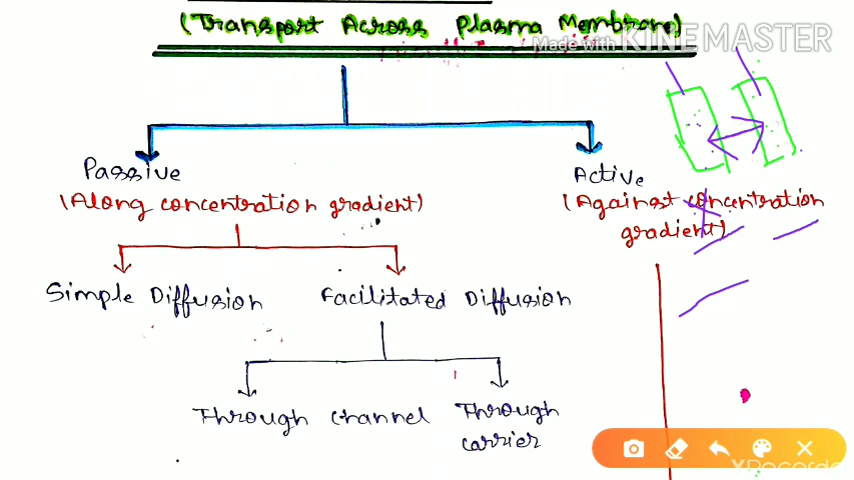 (Transport Across Plasma Membrane)
Made with KINEMASTER
Passive
Active
(Along concentration gradient)
(Against concentration
gradient)
Simple Diffusion
Facilitated Diffusion
Through channel
Through
carrier
XRecorder